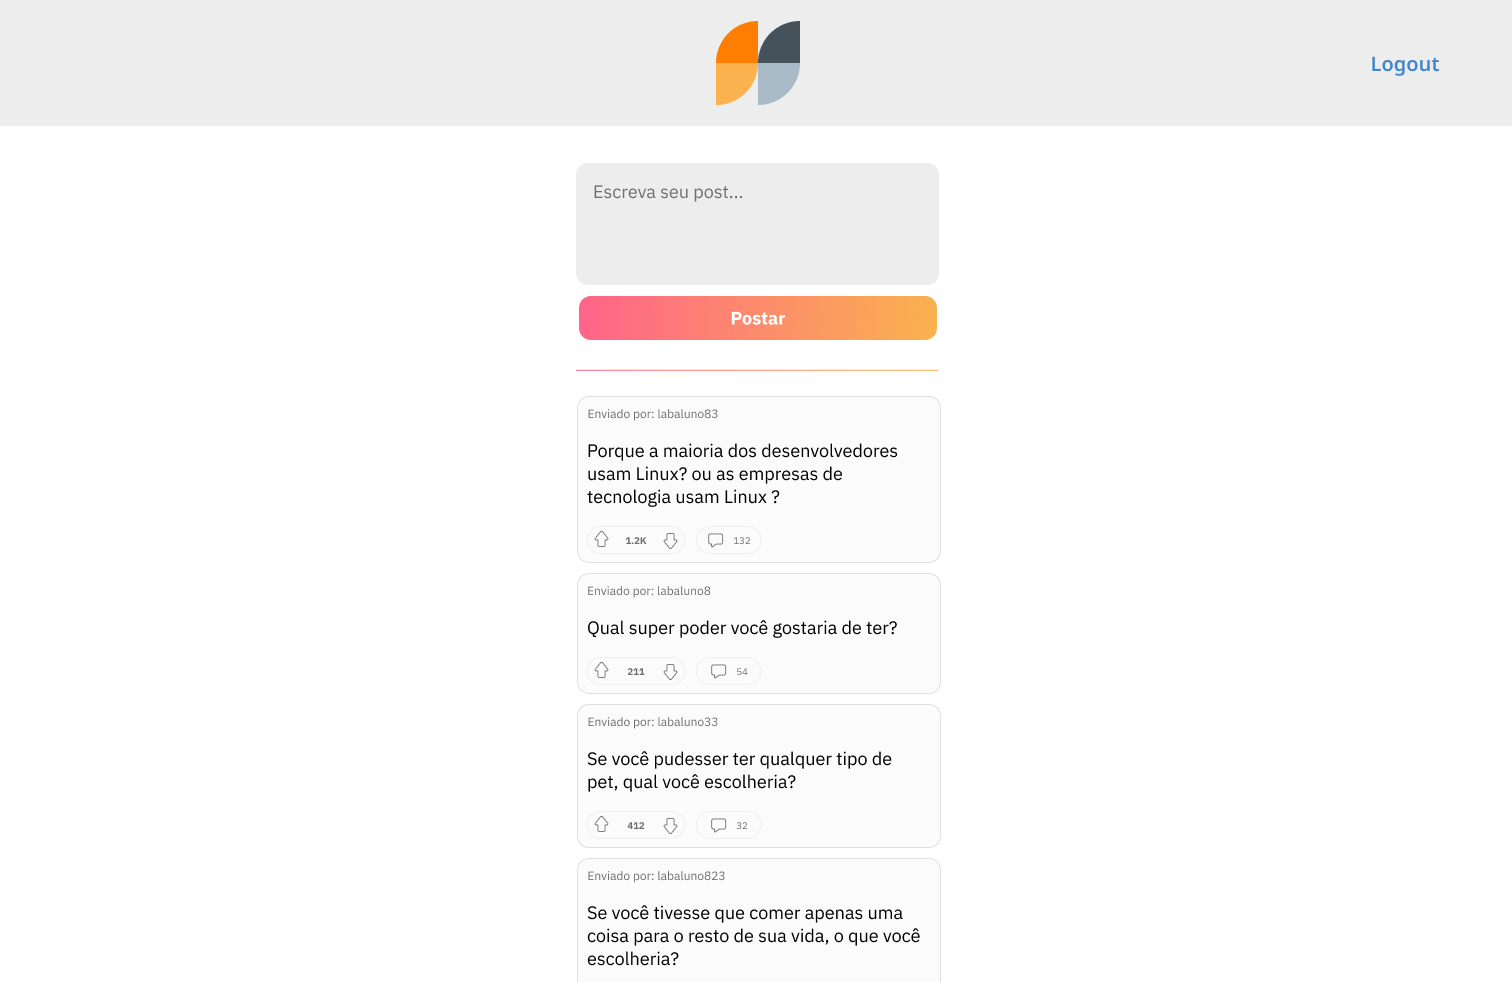 Logout
Escreva seu post...
Postar
Enviado por: labaluno83
Porque a maioria dos desenvolvedores
usam Linux? ou as empresas de
tecnologia usam Linux ?
1.2K 132
Enviado por: labaluno8
Qual super poder você gostaria de ter?
211 54
Enviado por: labaluno33
Se você pudesser ter qualquer tipo de
pet, qual você escolheria?
412 32
Enviado por: labaluno823
Se você tivesse que comer apenas uma
coisa para o resto de sua vida, o que você
escolheria?